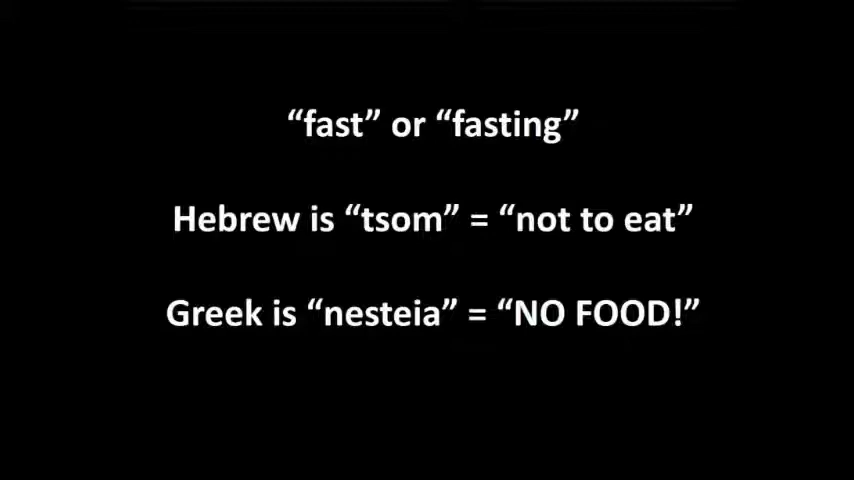 “fast” or “fasting”
Hebrew is “tsom” = “not to eat”
Greek is “nesteia” = “NO FOOD!”